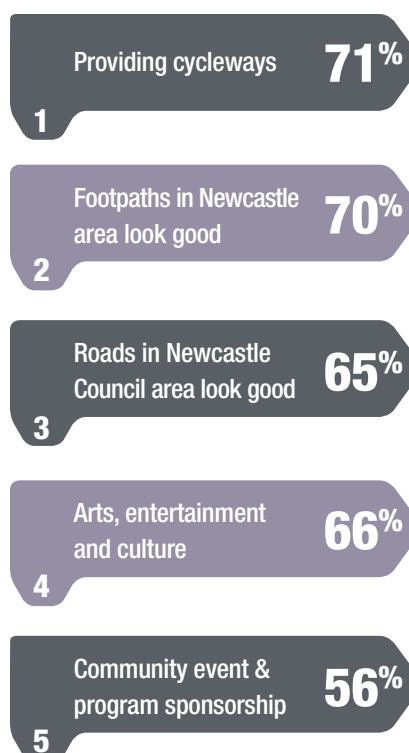 Providing cycleways 71%
1
Footpaths in Newcastle
area look good 70%
2
Roads in Newcastle
Council area look good 65%
3
Arts, entertainment
and culture 66%
4
Community event &
program sponsorship 56%
5